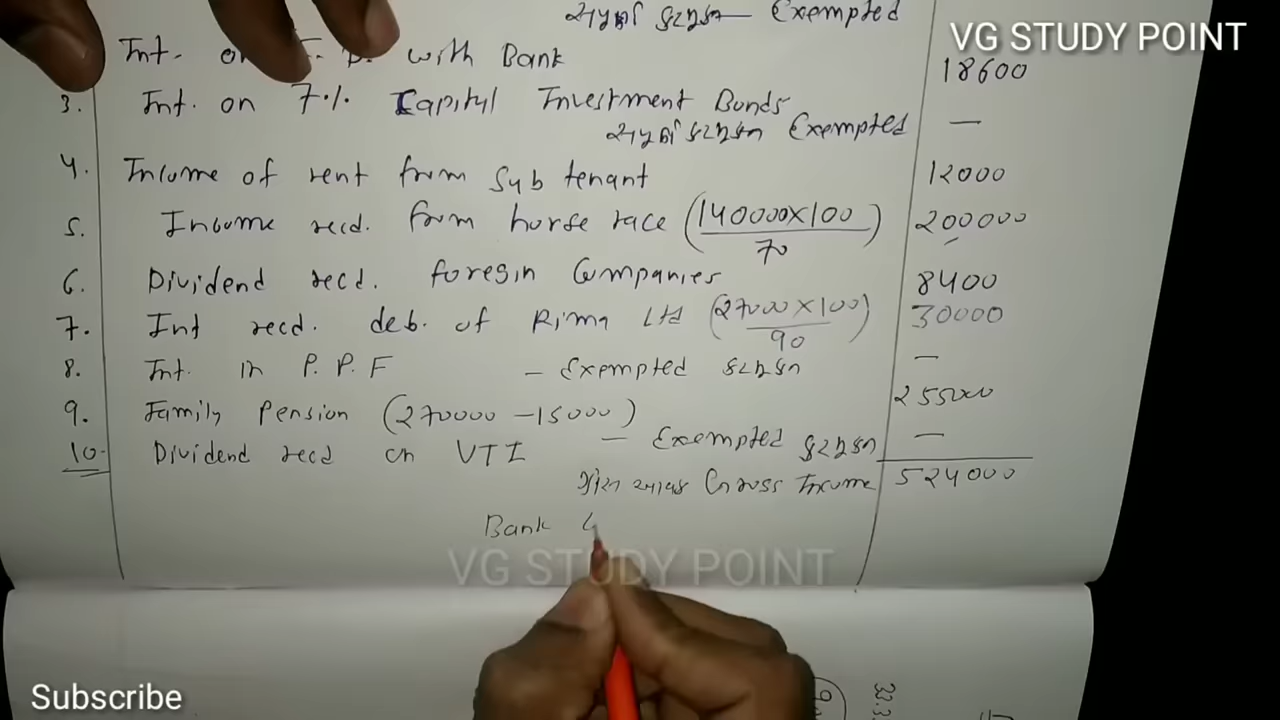 Exempted
VG STUDY POINT
Int. on with Bank 18600
3. Int. on 7.1. Capityl Investment Bonds
Exempted —
4. Income of rent from Sub tenant 12000
5. Income recd. from horse race (140000×100 / 70) 200000
6. Dividend recd. foregin Companies 8400
7. Int recd. deb. of Rima Ltd (27000×100 / 90) 30000
8. Int. in P.P.F — Exempted —
9. Family Pension (270000 - 15000) 255000
10. Dividend recd on UTI — Exempted —
Gross Income 524000
Bank
VG STUDY POINT
Subscribe